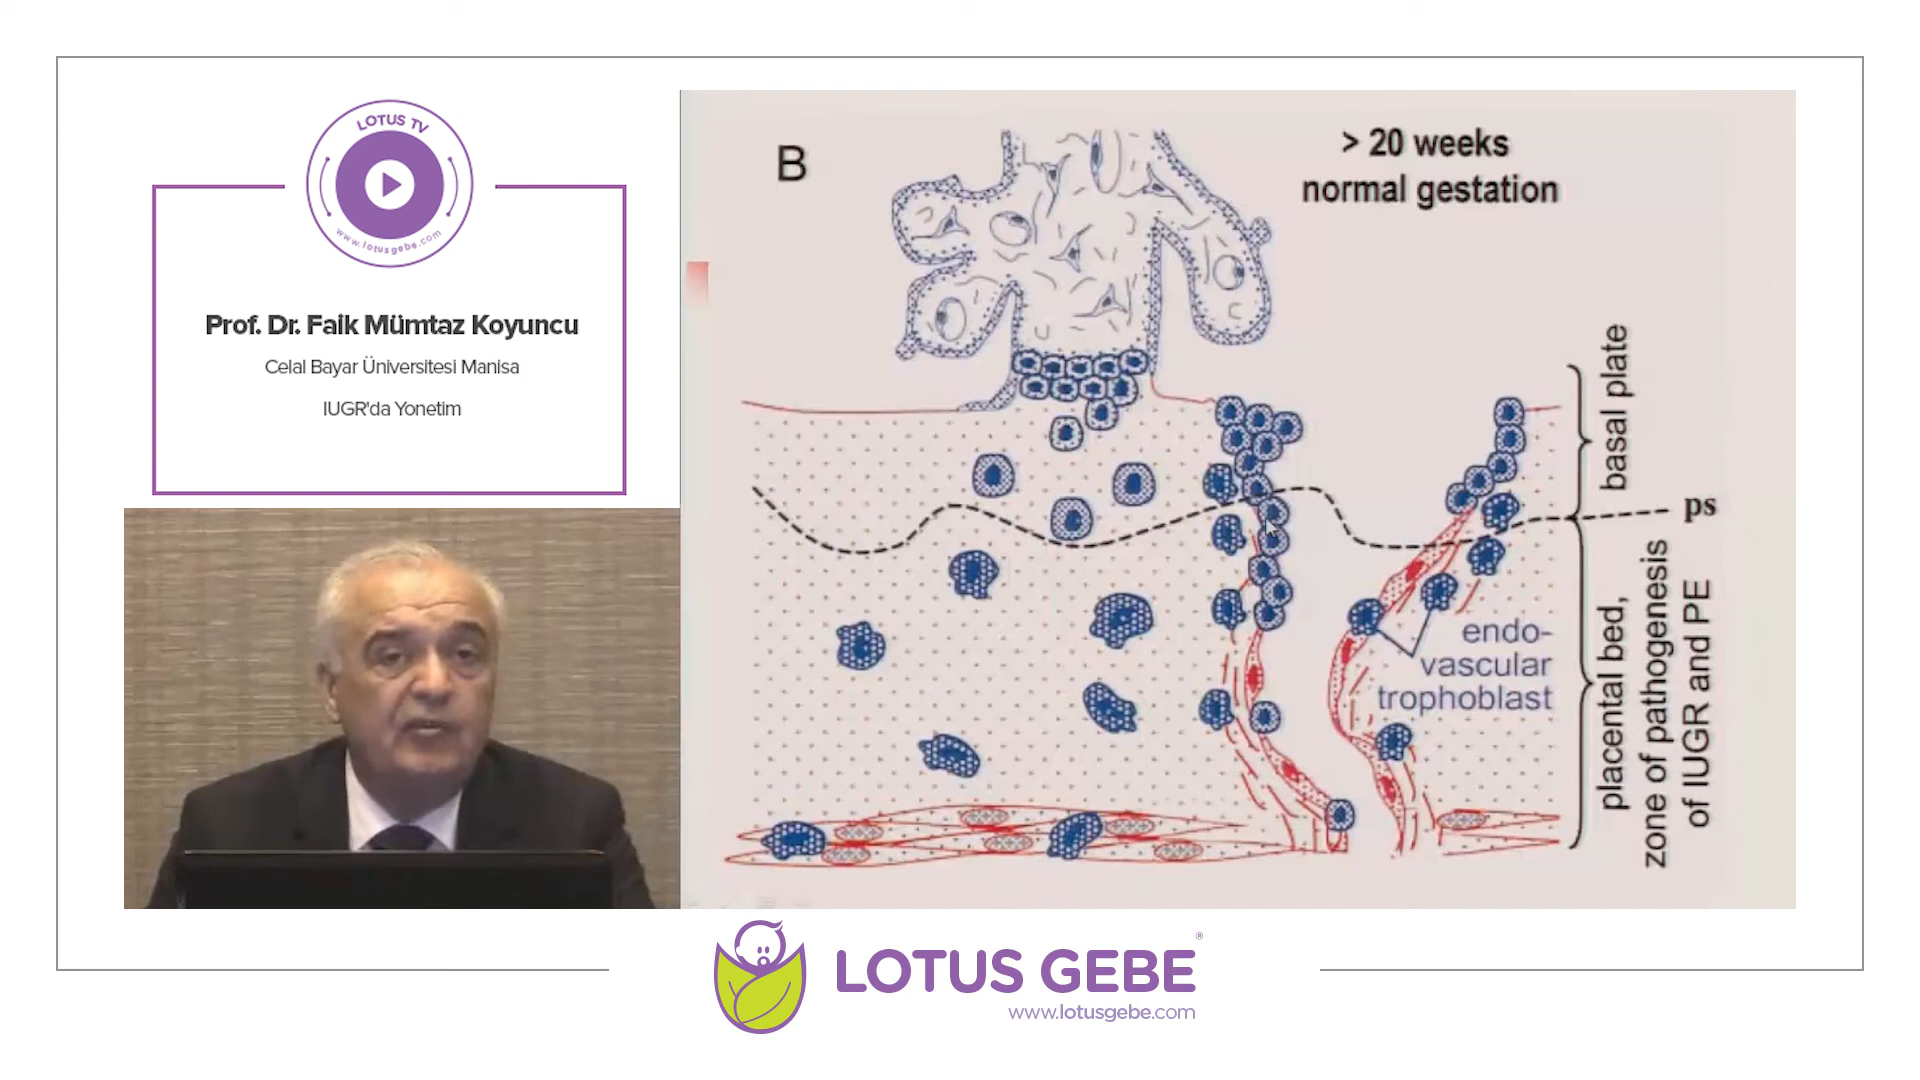 LOTUS TV
www.lotusgebe.com
Prof. Dr. Faik Mümtaz Koyuncu
Celal Bayar Üniversitesi Manisa
IUGR'da Yonetim
B
> 20 weeks
normal gestation
basal plate
ps
placental bed,
zone of pathogenesis
of IUGR and PE
endo-
vascular
trophoblast
LOTUS GEBE®
www.lotusgebe.com